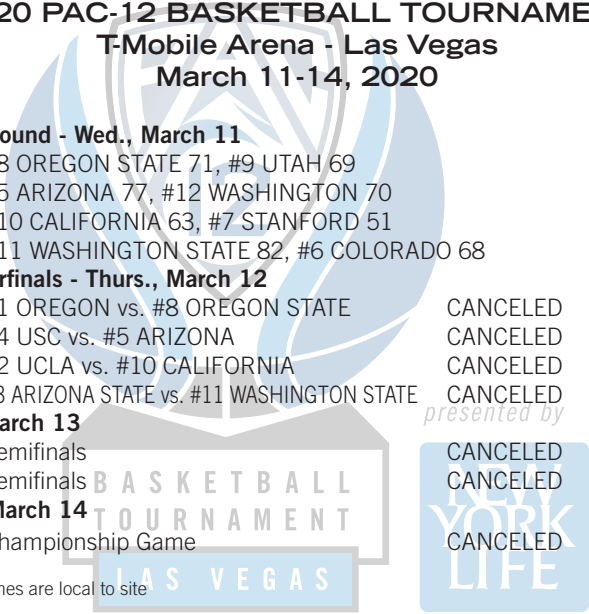 20 PAC-12 BASKETBALL TOURNAME
T-Mobile Arena - Las Vegas
March 11-14, 2020
ound - Wed., March 11
8 OREGON STATE 71, #9 UTAH 69
5 ARIZONA 77, #12 WASHINGTON 70
10 CALIFORNIA 63, #7 STANFORD 51
11 WASHINGTON STATE 82, #6 COLORADO 68
rfinals - Thurs., March 12
1 OREGON vs. #8 OREGON STATE CANCELED
4 USC vs. #5 ARIZONA CANCELED
2 UCLA vs. #10 CALIFORNIA CANCELED
3 ARIZONA STATE vs. #11 WASHINGTON STATE CANCELED
presented by
arch 13
emifinals CANCELED
emifinals CANCELED
March 14
hampionship Game CANCELED
mes are local to site
PAC
12
BASKETBALL
TOURNAMENT
LAS VEGAS
NEW
YORK
LIFE